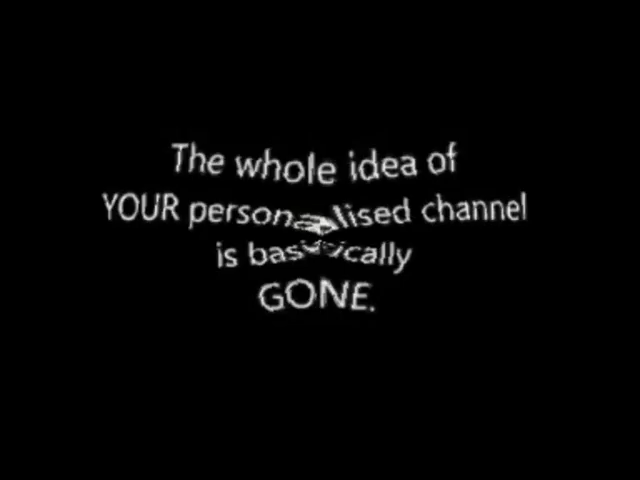 The whole idea of
YOUR personalised channel
is basically
GONE.